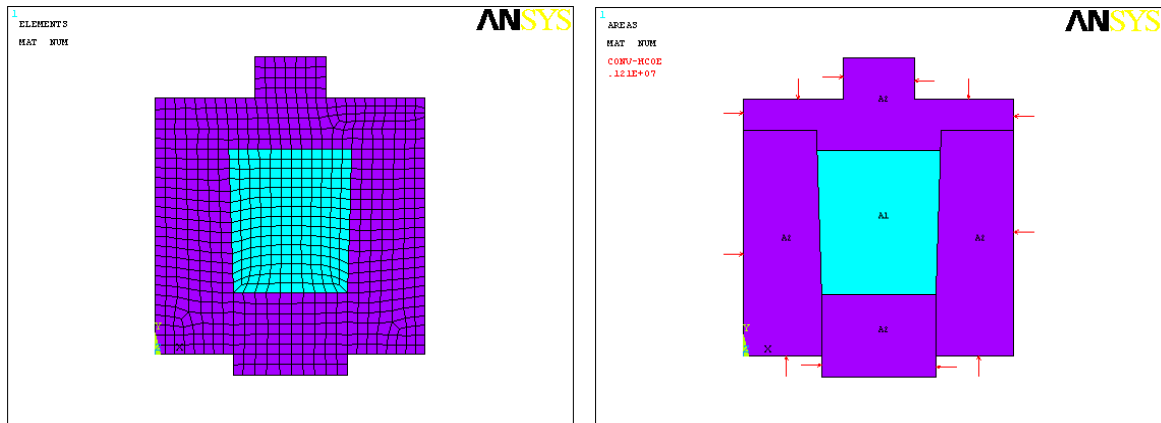 1
ELEMENTS
MAT NUM
ANSYS
Y
X
1
AREAS
MAT NUM
CONV-HCOE
.121E+07
ANSYS
A2
A1
A2
A2
A2
Y
X